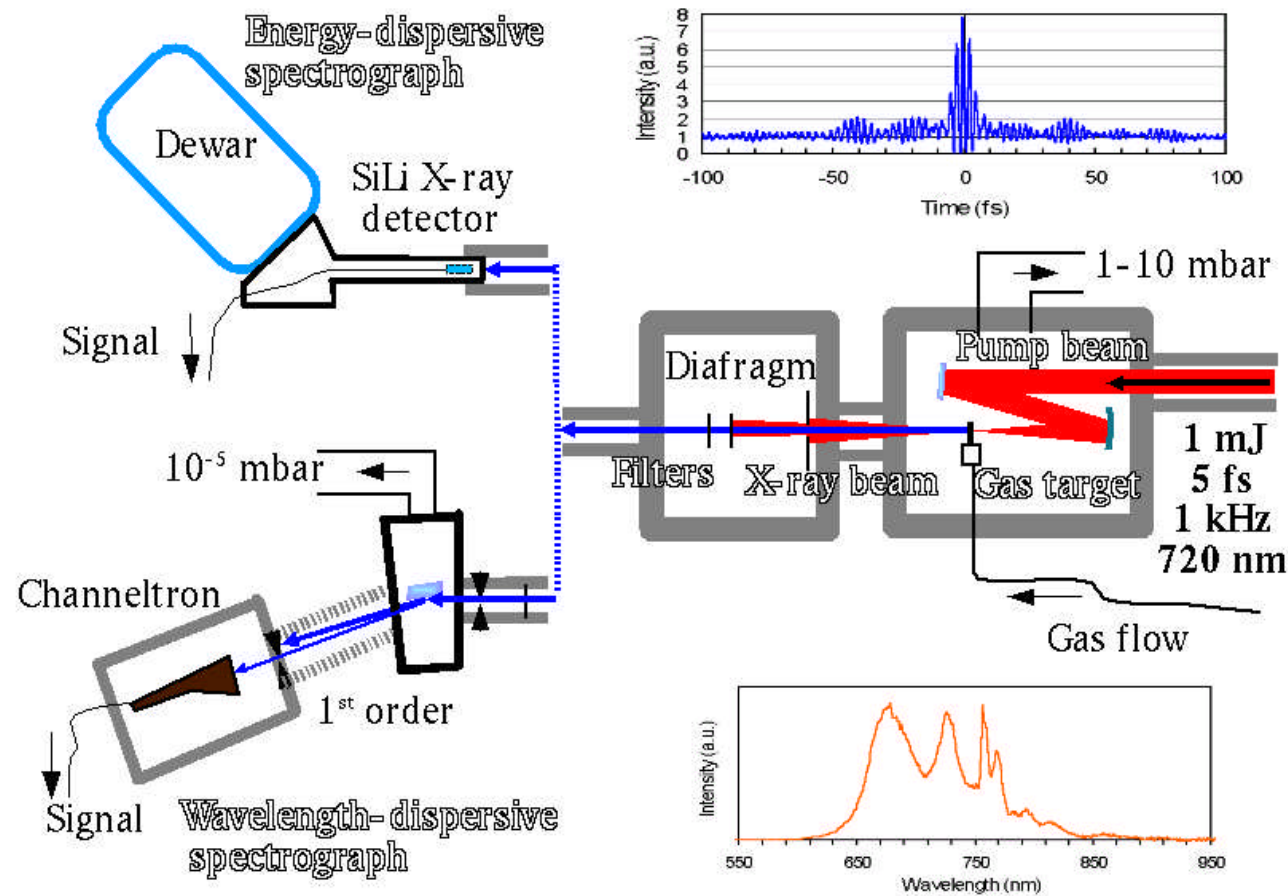 Energy-dispersive
spectrograph
Dewar
SiLi X-ray
detector
Signal
Intensity (a.u.)
8
7
6
5
4
3
2
1
0
-100
-50
0
50
100
Time (fs)
1-10 mbar
Pump beam
Diafragm
Filters
X-ray beam
Gas target
1 mJ
5 fs
1 kHz
720 nm
Gas flow
10⁻⁵ mbar
Channeltron
1ˢᵗ order
Signal
Wavelength-dispersive
spectrograph
Intensity (a.u.)
550
650
750
850
950
Wavelength (nm)